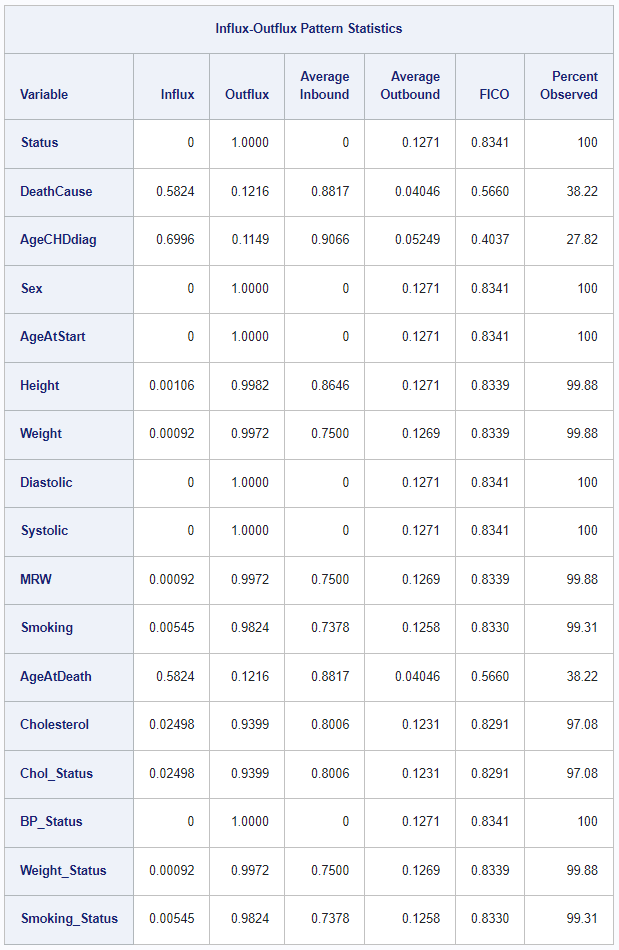 Influx-Outflux Pattern Statistics
Average Average Percent
Variable Influx Outflux Inbound Outbound FICO Observed
Status 0 1.0000 0 0.1271 0.8341 100
DeathCause 0.5824 0.1216 0.8817 0.04046 0.5660 38.22
AgeCHDdiag 0.6996 0.1149 0.9066 0.05249 0.4037 27.82
Sex 0 1.0000 0 0.1271 0.8341 100
AgeAtStart 0 1.0000 0 0.1271 0.8341 100
Height 0.00106 0.9982 0.8646 0.1271 0.8339 99.88
Weight 0.00092 0.9972 0.7500 0.1269 0.8339 99.88
Diastolic 0 1.0000 0 0.1271 0.8341 100
Systolic 0 1.0000 0 0.1271 0.8341 100
MRW 0.00092 0.9972 0.7500 0.1269 0.8339 99.88
Smoking 0.00545 0.9824 0.7378 0.1258 0.8330 99.31
AgeAtDeath 0.5824 0.1216 0.8817 0.04046 0.5660 38.22
Cholesterol 0.02498 0.9399 0.8006 0.1231 0.8291 97.08
Chol_Status 0.02498 0.9399 0.8006 0.1231 0.8291 97.08
BP_Status 0 1.0000 0 0.1271 0.8341 100
Weight_Status 0.00092 0.9972 0.7500 0.1269 0.8339 99.88
Smoking_Status 0.00545 0.9824 0.7378 0.1258 0.8330 99.31